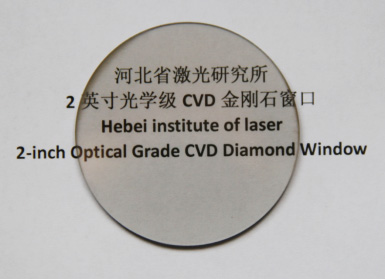 河北省激光研究所
2 英寸光学级 CVD 金刚石窗口
Hebei institute of laser
2-inch Optical Grade CVD Diamond Window